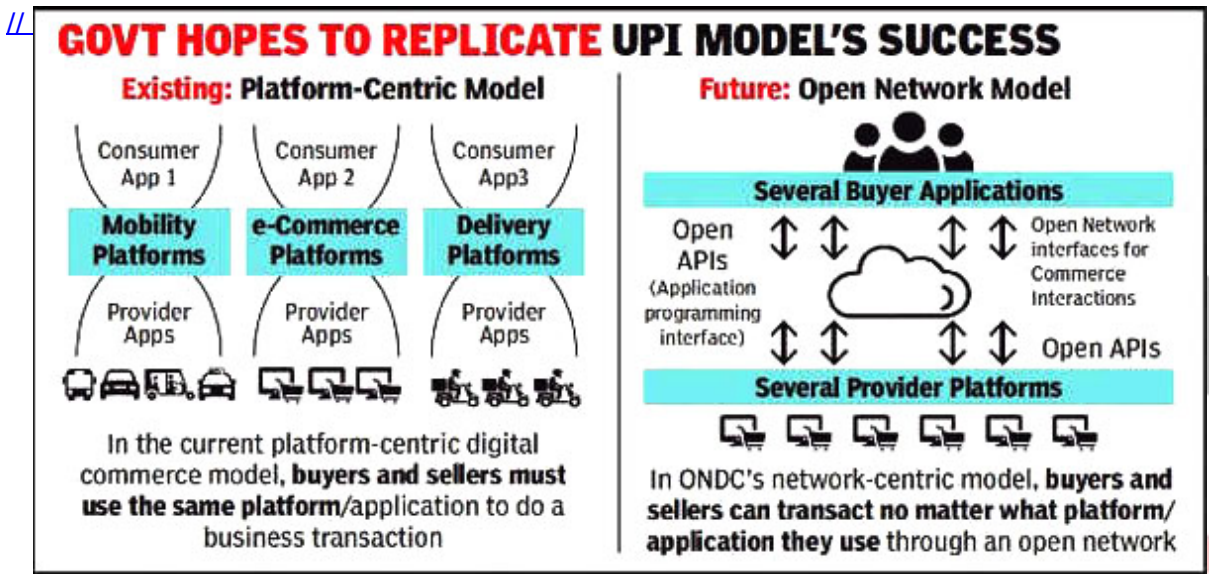 //
GOVT HOPES TO REPLICATE UPI MODEL'S SUCCESS
Existing: Platform-Centric Model
Consumer
App 1
Consumer
App 2
Consumer
App3
Mobility
Platforms
e-Commerce
Platforms
Delivery
Platforms
Provider
Apps
Provider
Apps
Provider
Apps
In the current platform-centric digital
commerce model, buyers and sellers must
use the same platform/application to do a
business transaction
Future: Open Network Model
Several Buyer Applications
Open
APIs
(Application
programming
interface)
Open Network
interfaces for
Commerce
Interactions
Open APIs
Several Provider Platforms
In ONDC's network-centric model, buyers and
sellers can transact no matter what platform/
application they use through an open network